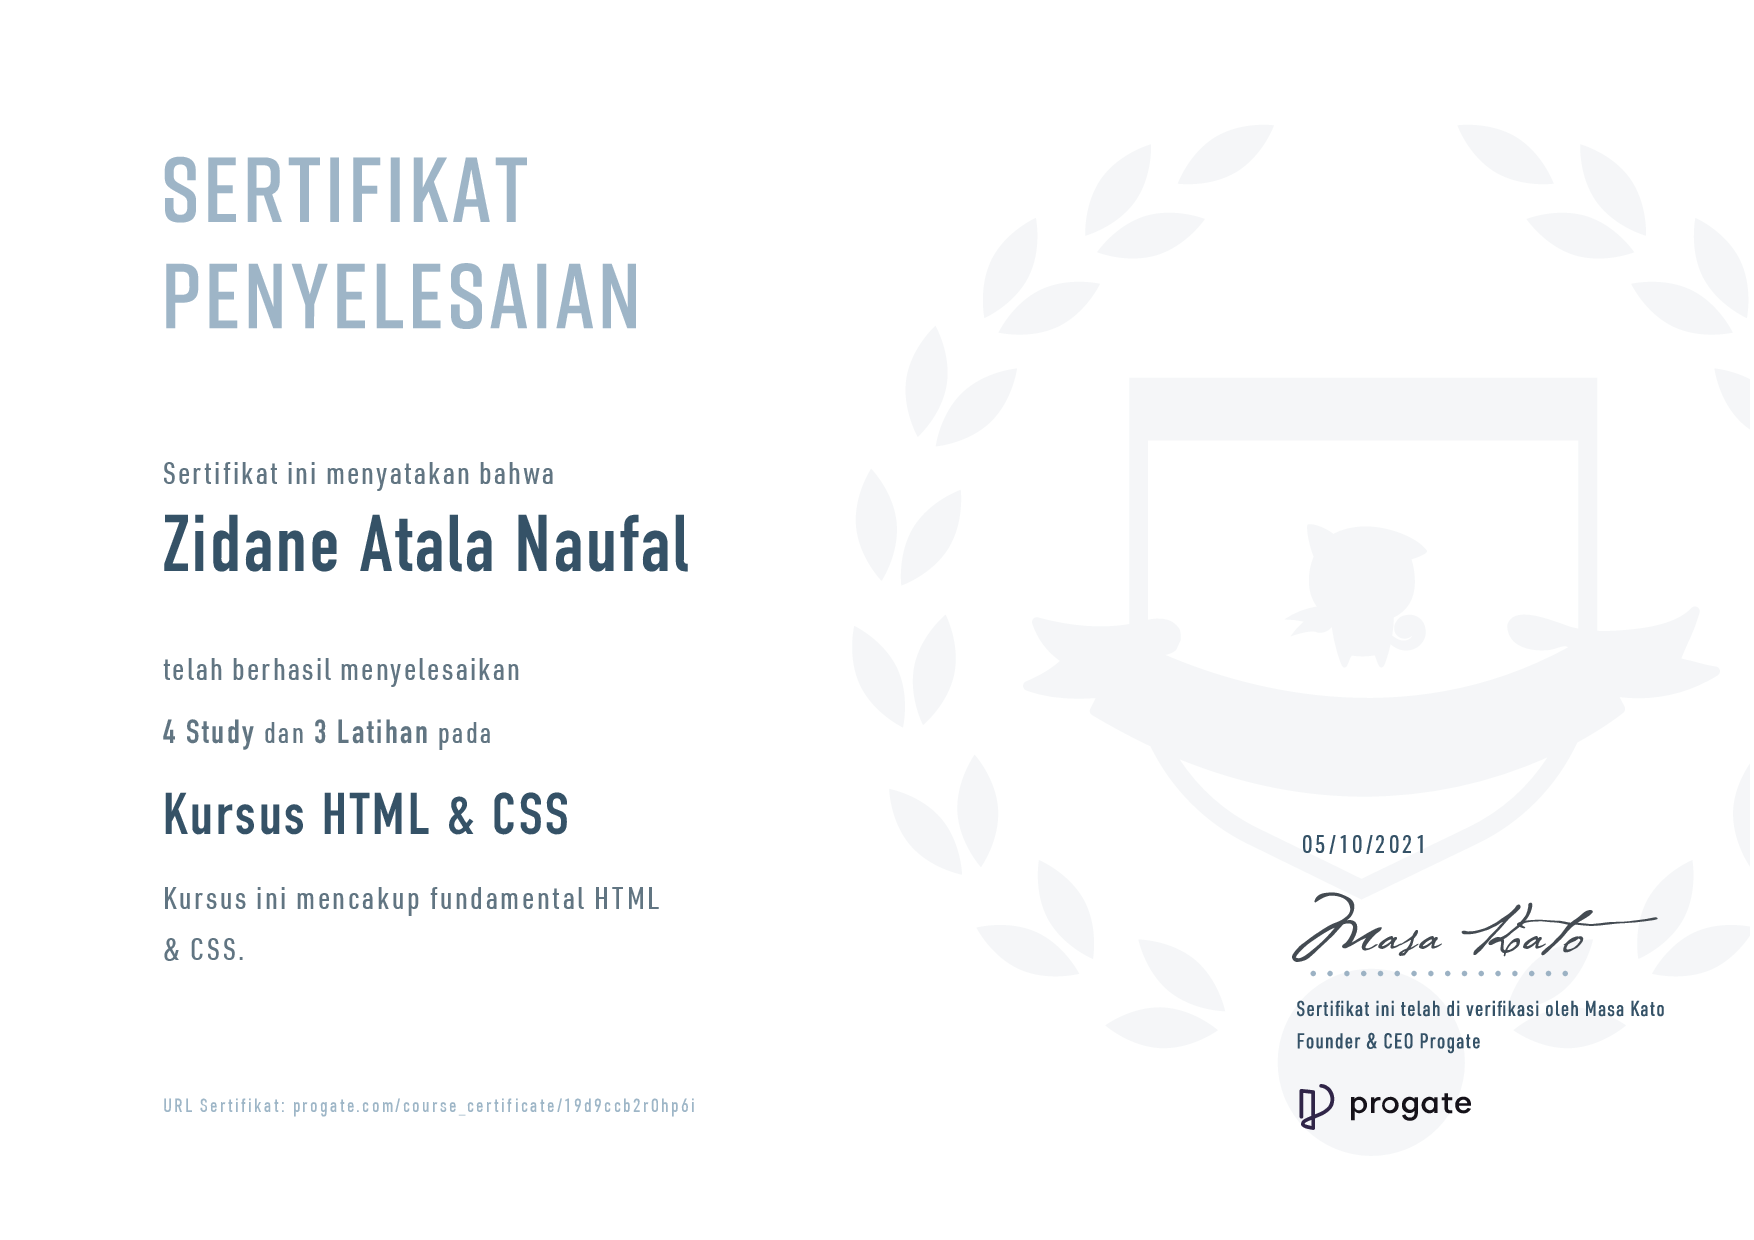 SERTIFIKAT
PENYELESAIAN
Sertifikat ini menyatakan bahwa
Zidane Atala Naufal
telah berhasil menyelesaikan
4 Study dan 3 Latihan pada
Kursus HTML & CSS
Kursus ini mencakup fundamental HTML
& CSS.
05/10/2021
Masa Kato
Sertifikat ini telah di verifikasi oleh Masa Kato
Founder & CEO Progate
progate
URL Sertifikat: progate.com/course_certificate/19d9ccb2r0hp6i